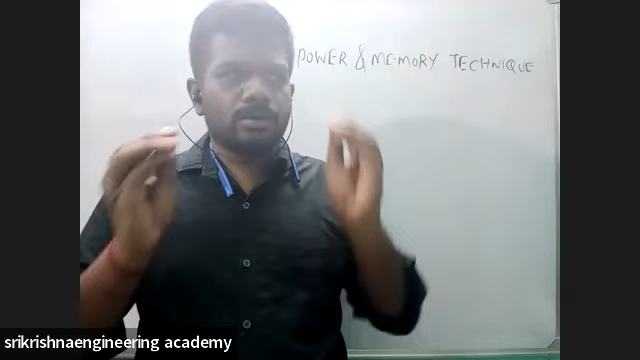 POWER & MEMORY TECHNIQUE
srikrishnaengineering academy